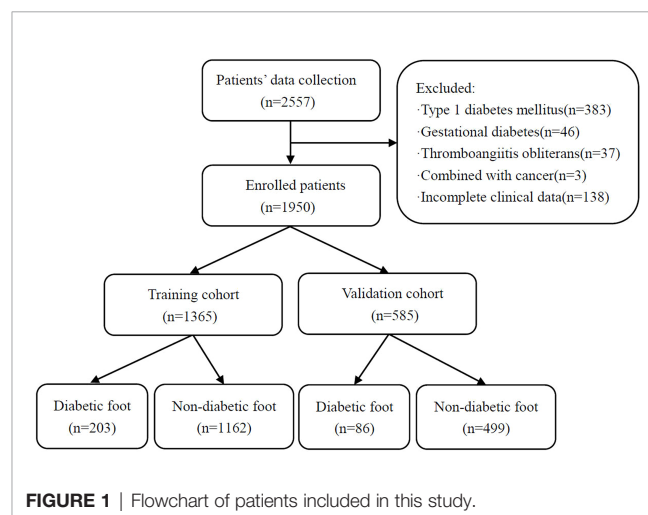 Patients' data collection
(n=2557)
Excluded:
·Type 1 diabetes mellitus(n=383)
·Gestational diabetes(n=46)
·Thromboangiitis obliterans(n=37)
·Combined with cancer(n=3)
·Incomplete clinical data(n=138)
Enrolled patients
(n=1950)
Training cohort
(n=1365)
Validation cohort
(n=585)
Diabetic foot
(n=203)
Non-diabetic foot
(n=1162)
Diabetic foot
(n=86)
Non-diabetic foot
(n=499)
FIGURE 1 | Flowchart of patients included in this study.